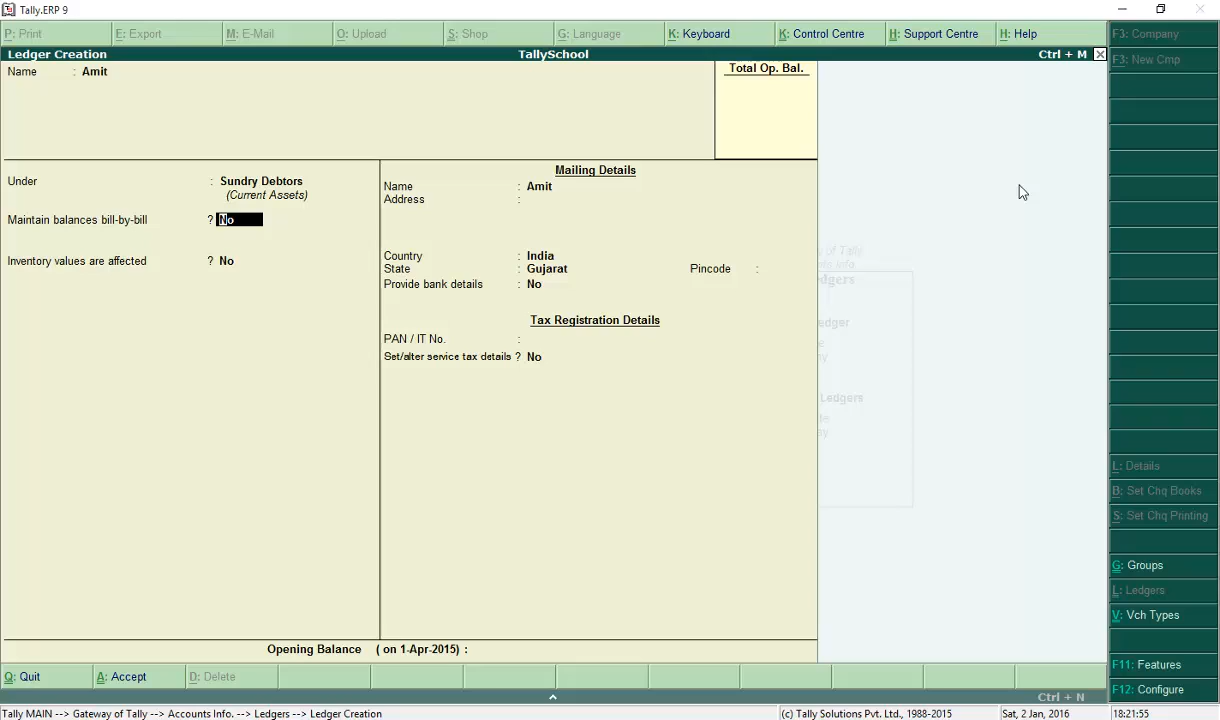 Tally.ERP 9
P: Print E: Export M: E-Mail O: Upload S: Shop G: Language K: Keyboard K: Control Centre H: Support Centre H: Help
F3: Company
Ledger Creation TallySchool Ctrl + M
F3: New Cmp
Name : Amit
Total Op. Bal.
Mailing Details
Under : Sundry Debtors
(Current Assets)
Name : Amit
Address :
Maintain balances bill-by-bill ? No
Country : India
Inventory values are affected ? No
State : Gujarat Pincode :
Provide bank details : No
Tax Registration Details
PAN / IT No. :
Set/alter service tax details ? No
of Tally
Ledgers
L: Details
B: Set Chq Books
S: Set Chq Printing
G: Groups
L: Ledgers
V: Vch Types
Opening Balance ( on 1-Apr-2015) :
F11: Features
Q: Quit A: Accept D: Delete
F12: Configure
Ctrl + N
Tally MAIN --> Gateway of Tally --> Accounts Info. --> Ledgers --> Ledger Creation (c) Tally Solutions Pvt. Ltd., 1988-2015 Sat, 2 Jan, 2016 18:21:55